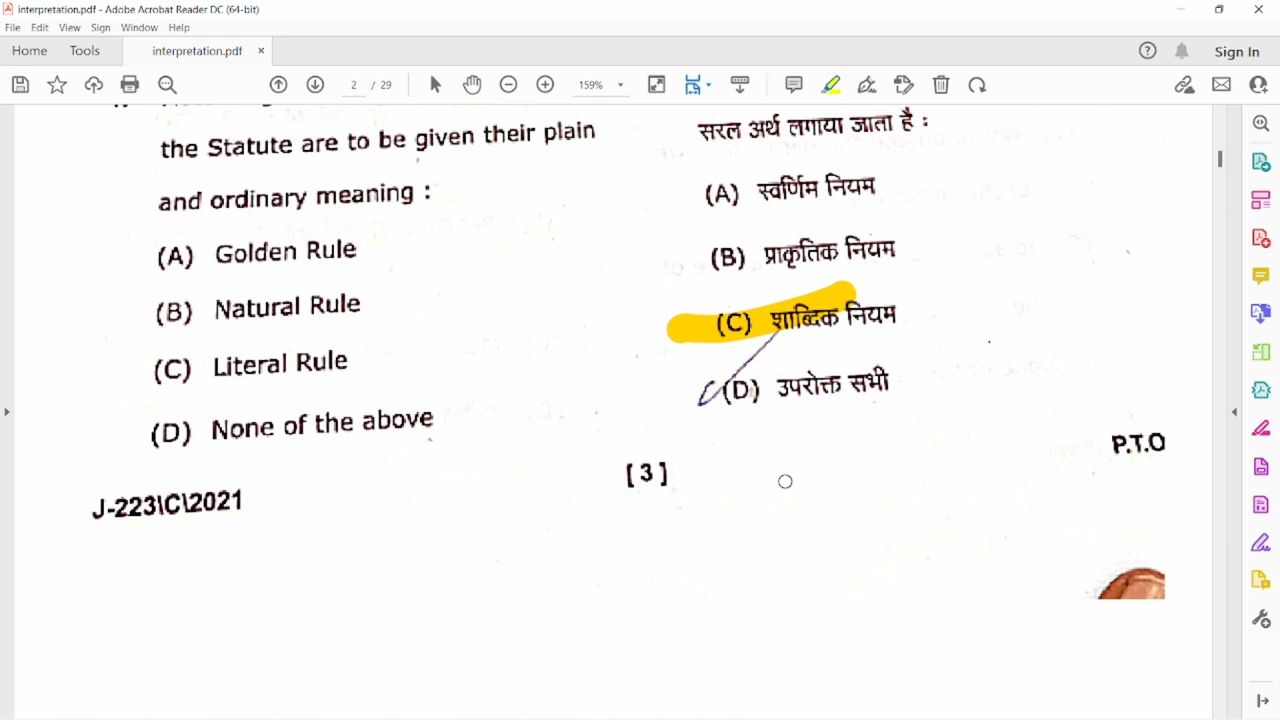 interpretation.pdf - Adobe Acrobat Reader DC (64-bit)
File Edit View Sign Window Help
Home Tools interpretation.pdf × Sign In
2 / 29 159%
the Statute are to be given their plain
and ordinary meaning :
(A) Golden Rule
(B) Natural Rule
(C) Literal Rule
(D) None of the above
सरल अर्थ लगाया जाता है :
(A) स्वर्णिम नियम
(B) प्राकृतिक नियम
(C) शाब्दिक नियम
(D) उपरोक्त सभी
J-223\C\2021
[ 3 ]
P.T.O